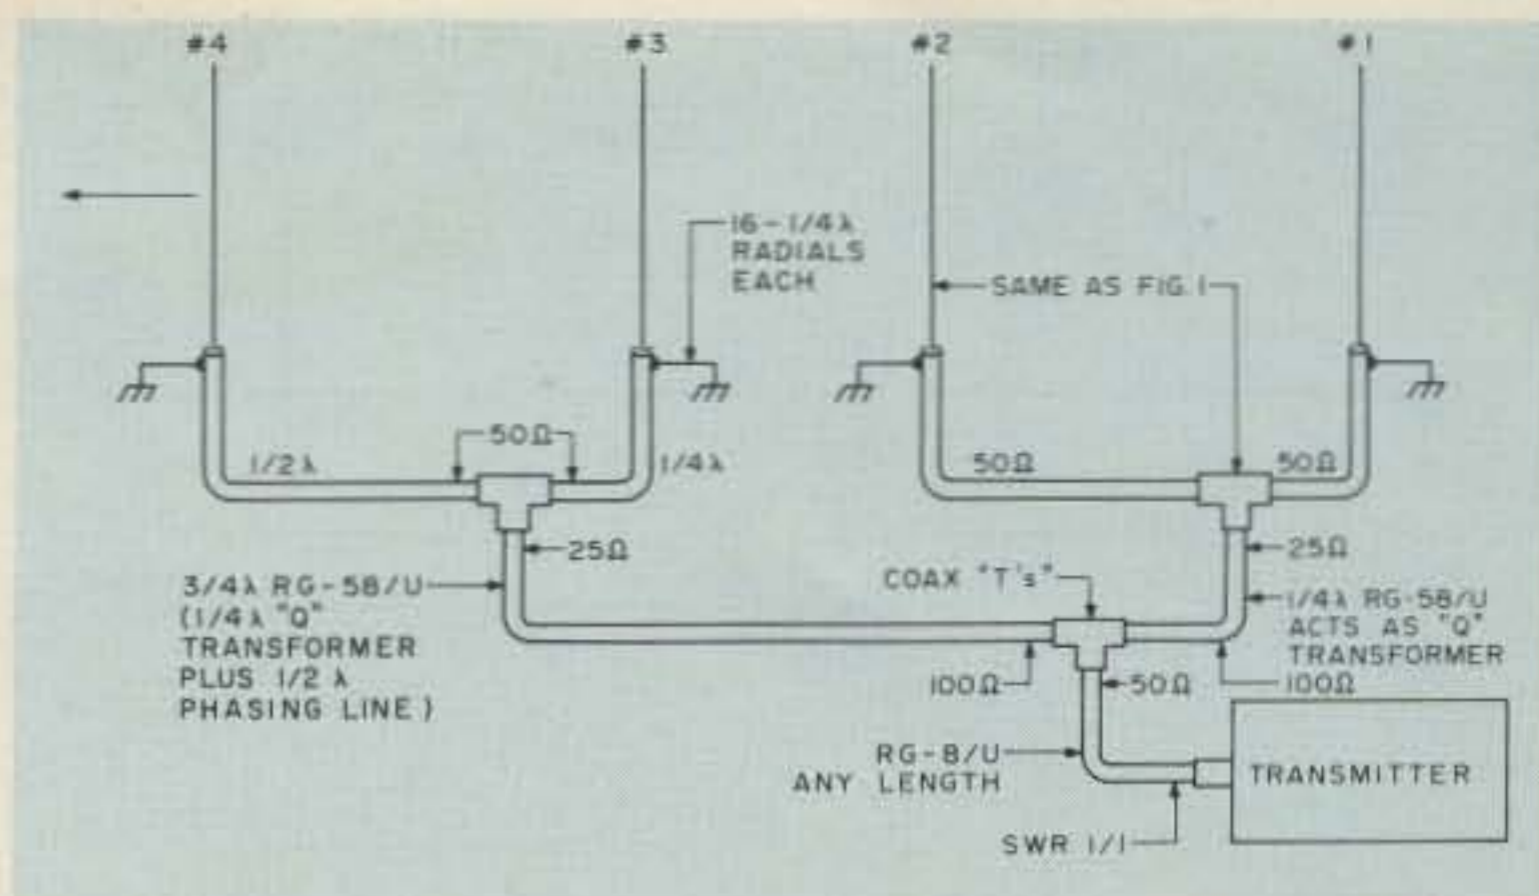 #4
#3
#2
#1
16-1/4λ
RADIALS
EACH
SAME AS FIG. 1
50Ω
1/2 λ
1/4λ
50Ω
50Ω
25Ω
25Ω
3/4λ RG-58/U
(1/4λ "Q"
TRANSFORMER
PLUS 1/2 λ
PHASING LINE)
COAX "T's"
1/4λ RG-58/U
ACTS AS "Q"
TRANSFORMER
100Ω
50Ω
100Ω
RG-8/U
ANY LENGTH
TRANSMITTER
SWR 1/1